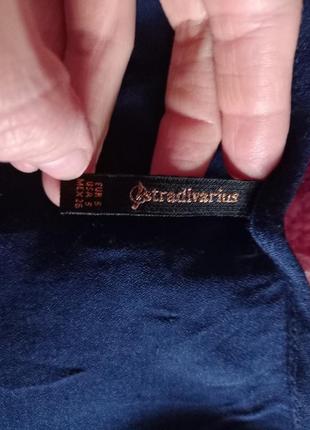 stradivarius
EUR S
USA S
MEX 26